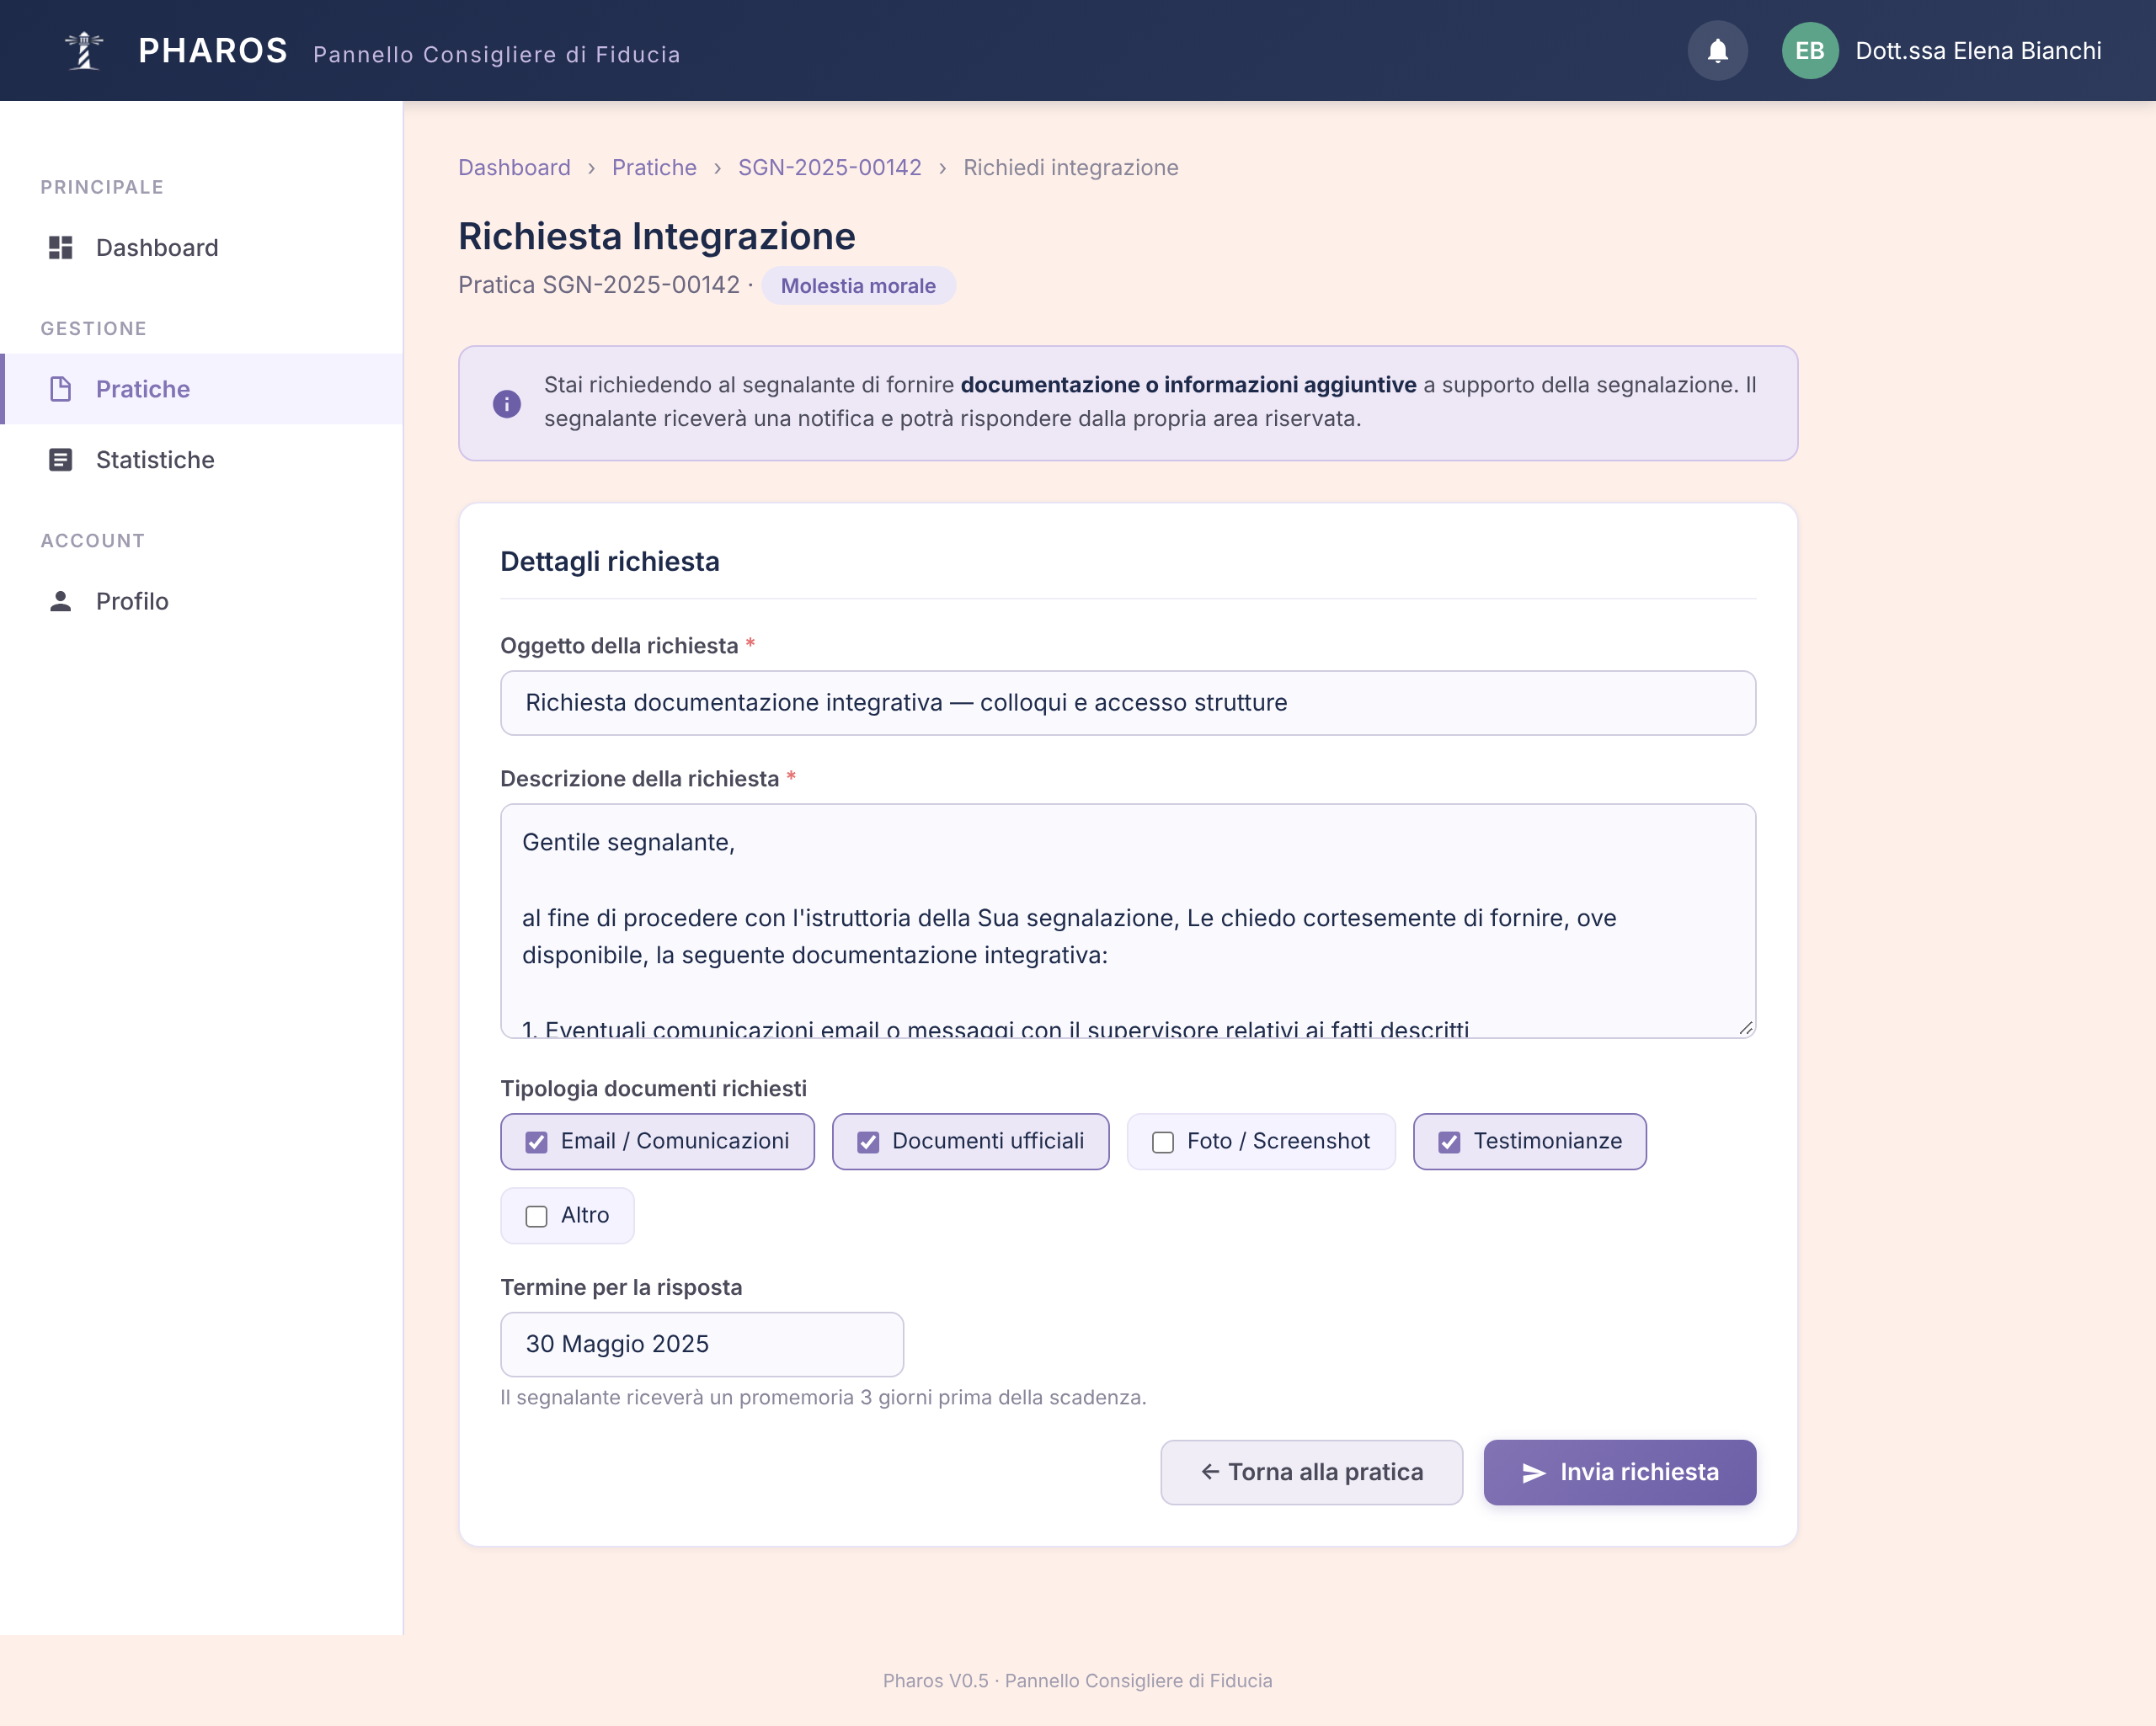 PHAROS Pannello Consigliere di Fiducia
EB Dott.ssa Elena Bianchi
PRINCIPALE
Dashboard
GESTIONE
Pratiche
Statistiche
ACCOUNT
Profilo
Dashboard › Pratiche › SGN-2025-00142 › Richiedi integrazione
Richiesta Integrazione
Pratica SGN-2025-00142 · Molestia morale
Stai richiedendo al segnalante di fornire documentazione o informazioni aggiuntive a supporto della segnalazione. Il
segnalante riceverà una notifica e potrà rispondere dalla propria area riservata.
Dettagli richiesta
Oggetto della richiesta *
Richiesta documentazione integrativa — colloqui e accesso strutture
Descrizione della richiesta *
Gentile segnalante,
al fine di procedere con l'istruttoria della Sua segnalazione, Le chiedo cortesemente di fornire, ove
disponibile, la seguente documentazione integrativa:
1. Eventuali comunicazioni email o messaggi con il supervisore relativi ai fatti descritti
Tipologia documenti richiesti
Email / Comunicazioni
Documenti ufficiali
Foto / Screenshot
Testimonianze
Altro
Termine per la risposta
30 Maggio 2025
Il segnalante riceverà un promemoria 3 giorni prima della scadenza.
← Torna alla pratica
Invia richiesta
Pharos V0.5 · Pannello Consigliere di Fiducia